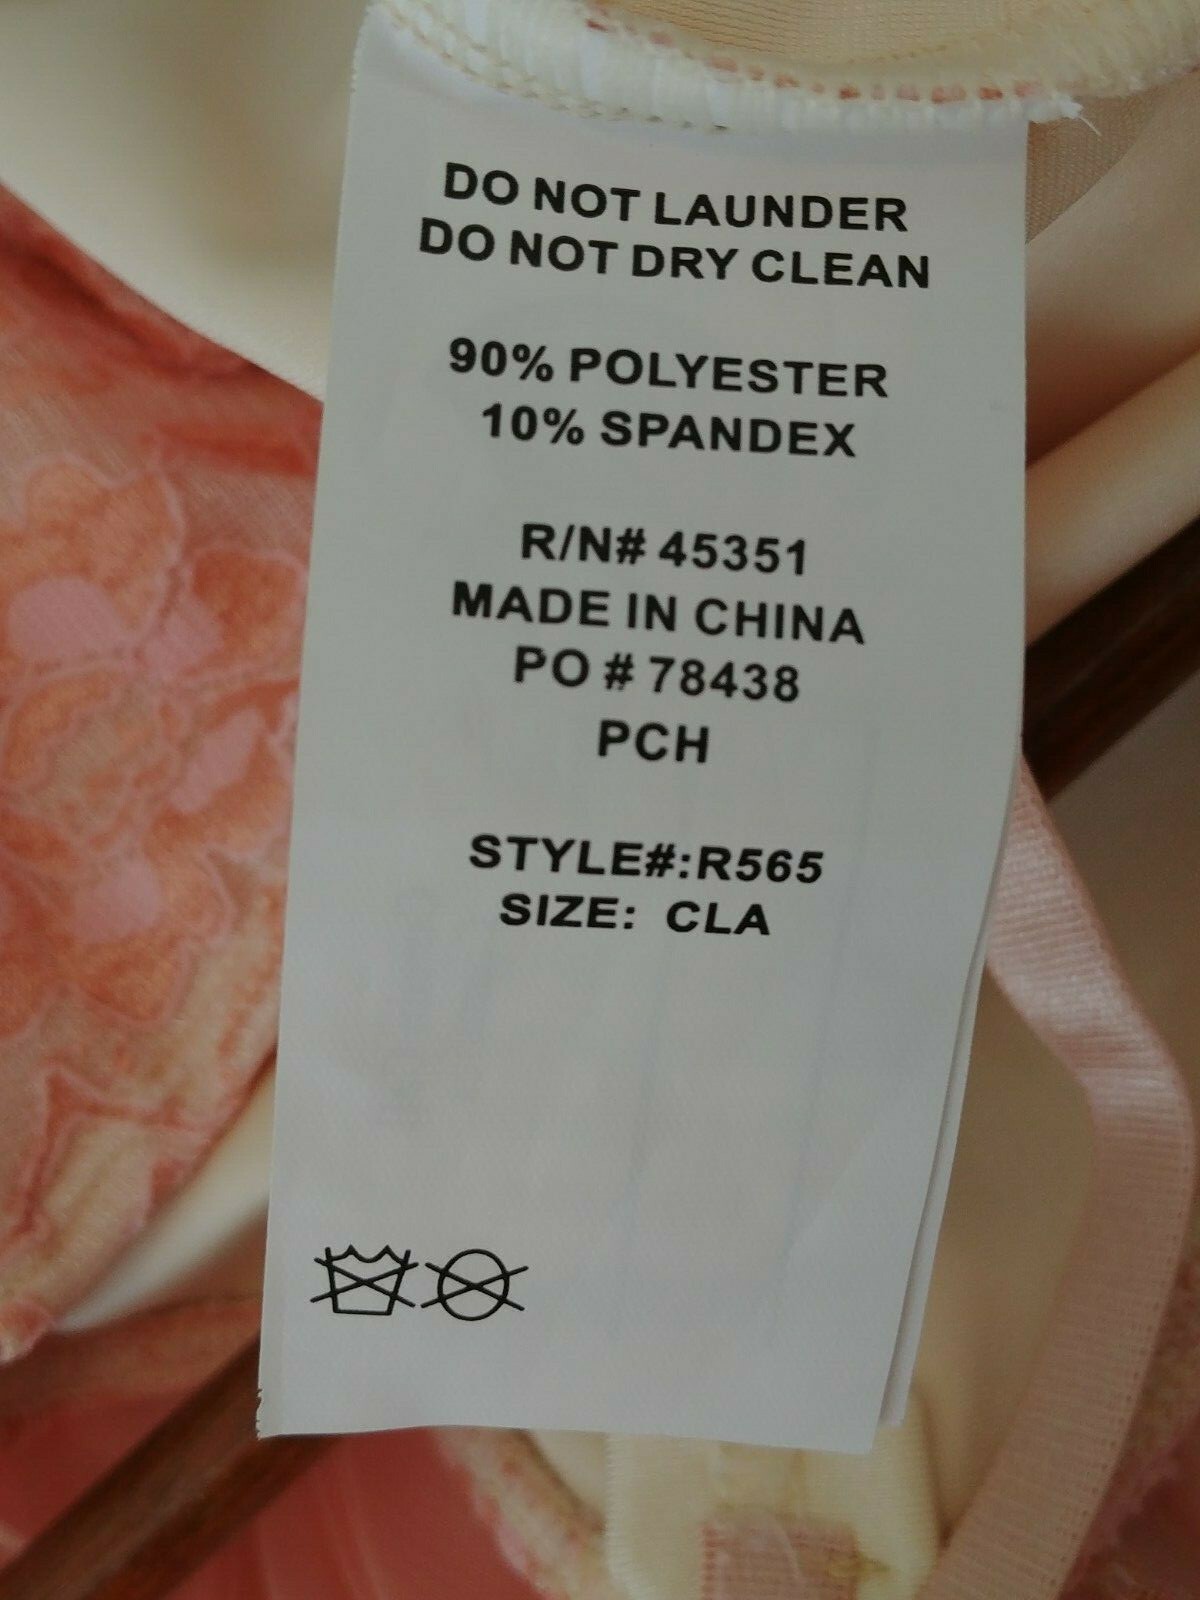 DO NOT LAUNDER
DO NOT DRY CLEAN
90% POLYESTER
10% SPANDEX
R/N# 45351
MADE IN CHINA
PO # 78438
PCH
STYLE#:R565
SIZE: CLA